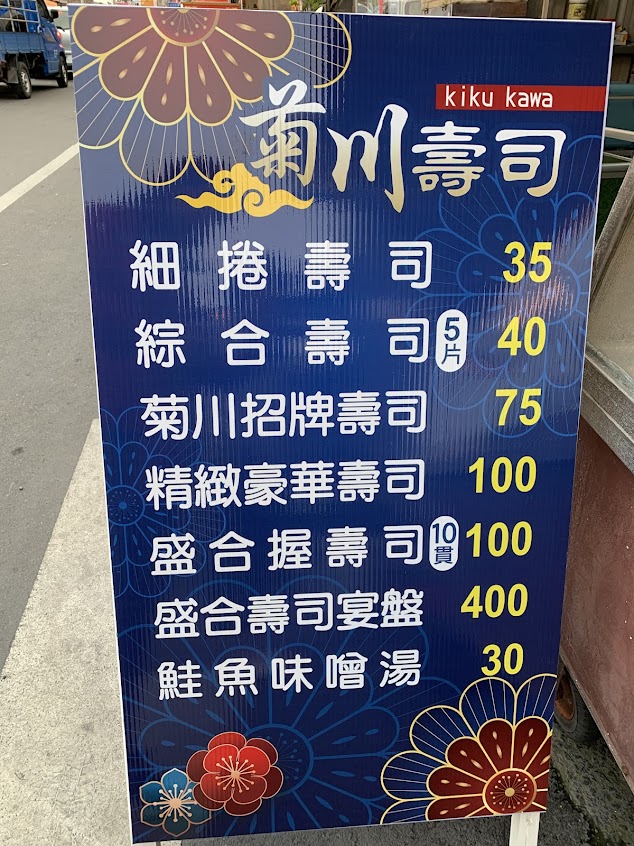 kiku kawa
菊川壽司
細捲壽司 35
綜合壽司 5片 40
菊川招牌壽司 75
精緻豪華壽司 100
盛合握壽司 10貫 100
盛合壽司宴盤 400
鮭魚味噌湯 30